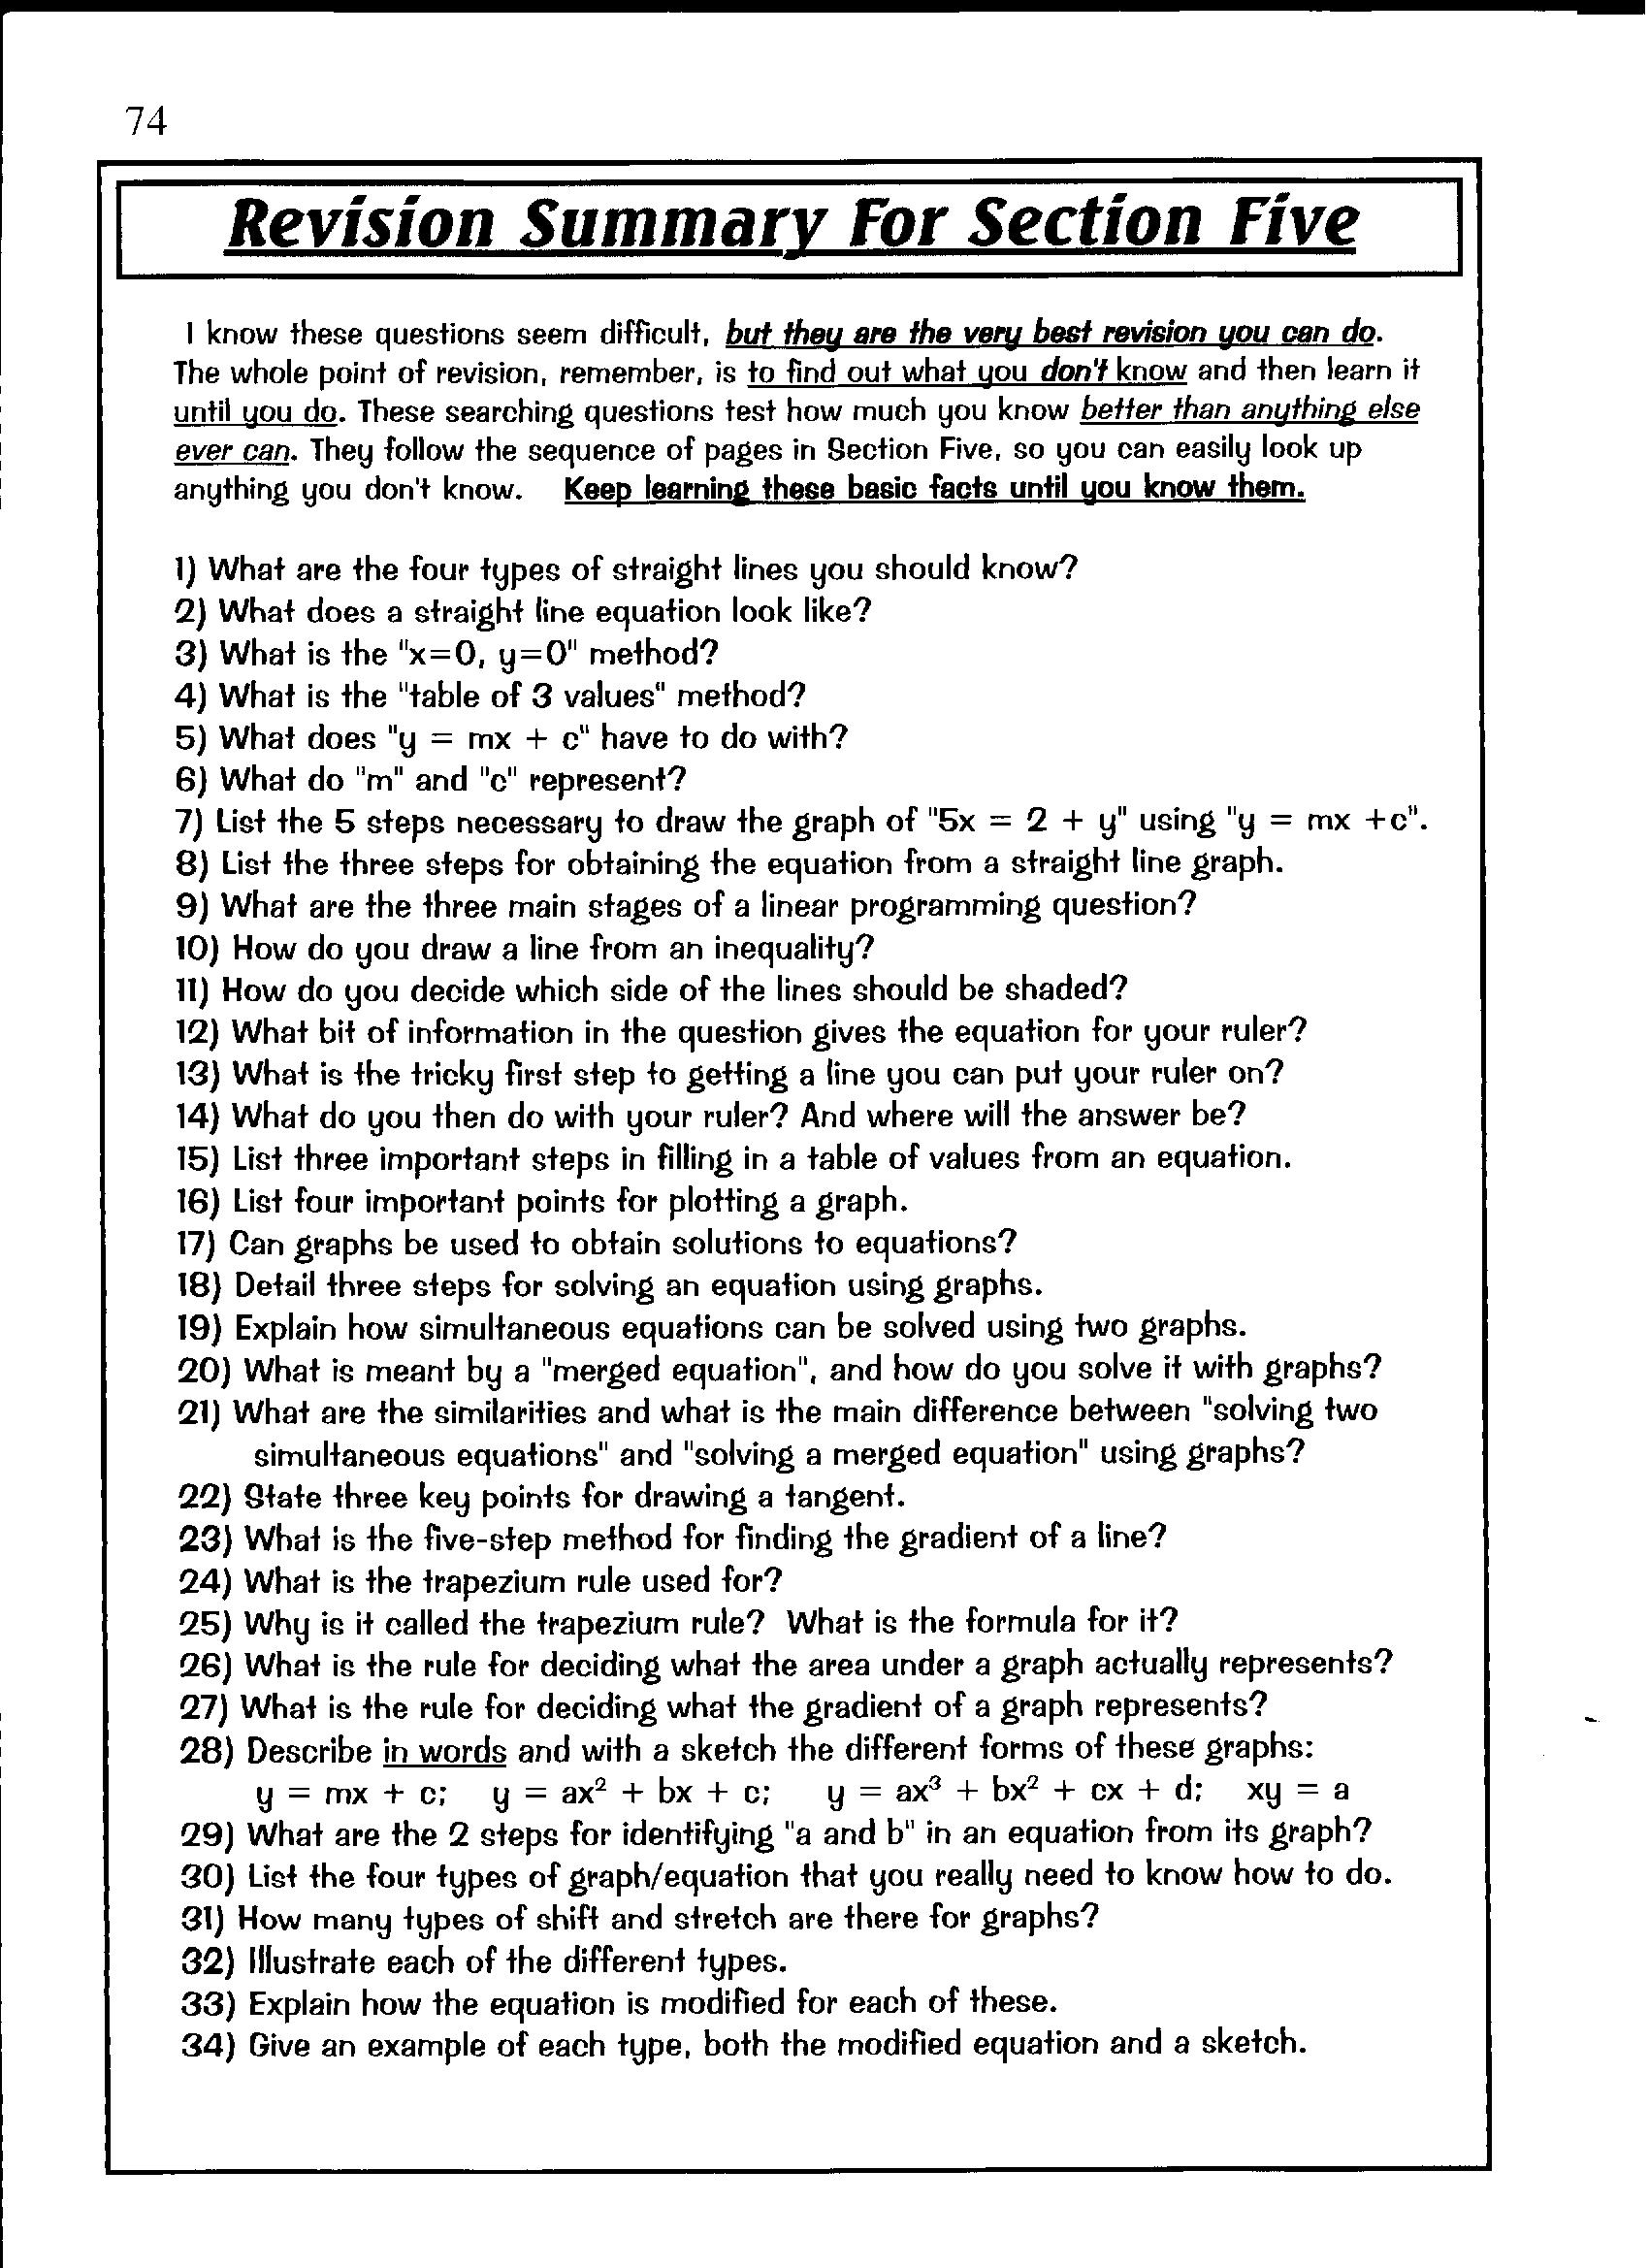 74
Revision Summary For Section Five
I know these questions seem difficult, but they are the very best revision you can do.
The whole point of revision, remember, is to find out what you don't know and then learn it
until you do. These searching questions test how much you know better than anything else
ever can. They follow the sequence of pages in Section Five, so you can easily look up
anything you don't know. Keep learning these basic facts until you know them.
1) What are the four types of straight lines you should know?
2) What does a straight line equation look like?
3) What is the "x=0, y=0" method?
4) What is the "table of 3 values" method?
5) What does "y = mx + c" have to do with?
6) What do "m" and "c" represent?
7) List the 5 steps necessary to draw the graph of "5x = 2 + y" using "y = mx +c".
8) List the three steps for obtaining the equation from a straight line graph.
9) What are the three main stages of a linear programming question?
10) How do you draw a line from an inequality?
11) How do you decide which side of the lines should be shaded?
12) What bit of information in the question gives the equation for your ruler?
13) What is the tricky first step to getting a line you can put your ruler on?
14) What do you then do with your ruler? And where will the answer be?
15) List three important steps in filling in a table of values from an equation.
16) List four important points for plotting a graph.
17) Can graphs be used to obtain solutions to equations?
18) Detail three steps for solving an equation using graphs.
19) Explain how simultaneous equations can be solved using two graphs.
20) What is meant by a "merged equation", and how do you solve it with graphs?
21) What are the similarities and what is the main difference between "solving two
simultaneous equations" and "solving a merged equation" using graphs?
22) State three key points for drawing a tangent.
23) What is the five-step method for finding the gradient of a line?
24) What is the trapezium rule used for?
25) Why is it called the trapezium rule? What is the formula for it?
26) What is the rule for deciding what the area under a graph actually represents?
27) What is the rule for deciding what the gradient of a graph represents?
28) Describe in words and with a sketch the different forms of these graphs:
y = mx + c; y = ax² + bx + c; y = ax³ + bx² + cx + d; xy = a
29) What are the 2 steps for identifying "a and b" in an equation from its graph?
30) List the four types of graph/equation that you really need to know how to do.
31) How many types of shift and stretch are there for graphs?
32) Illustrate each of the different types.
33) Explain how the equation is modified for each of these.
34) Give an example of each type, both the modified equation and a sketch.